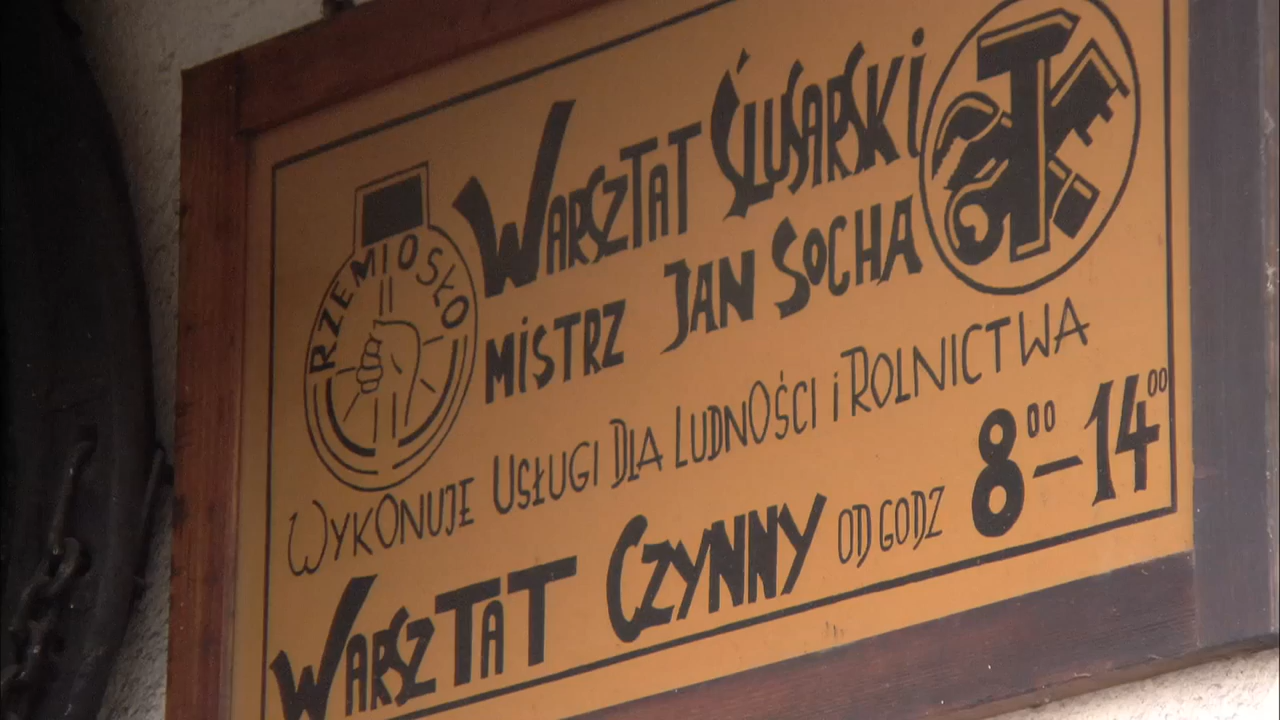 RZEMIOSŁO
WARSZTAT ŚLUSARSKI
MISTRZ JAN SOCHA
WYKONUJE USŁUGI DLA LUDNOŚCI i ROLNICTWA
WARSZTAT CZYNNY OD GODZ 8⁰⁰-14⁰⁰